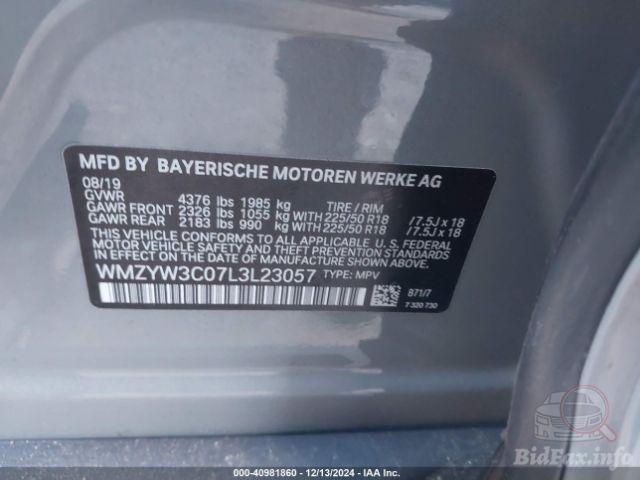 MFD BY BAYERISCHE MOTOREN WERKE AG
08/19
GVWR 4376 lbs 1985 kg TIRE / RIM
GAWR FRONT 2326 lbs 1055 kg WITH 225/50 R18 /7.5J x 18
GAWR REAR 2183 lbs 990 kg WITH 225/50 R18 /7.5J x 18
THIS VEHICLE CONFORMS TO ALL APPLICABLE U. S. FEDERAL
MOTOR VEHICLE SAFETY AND THEFT PREVENTION STANDARDS
IN EFFECT ON THE DATE OF MANUFACTURE SHOWN ABOVE.
WMZYW3C07L3L23057 TYPE: MPV
871/7
7 320 730
000-40981860 - 12/13/2024 - IAA Inc.
BidFax.info